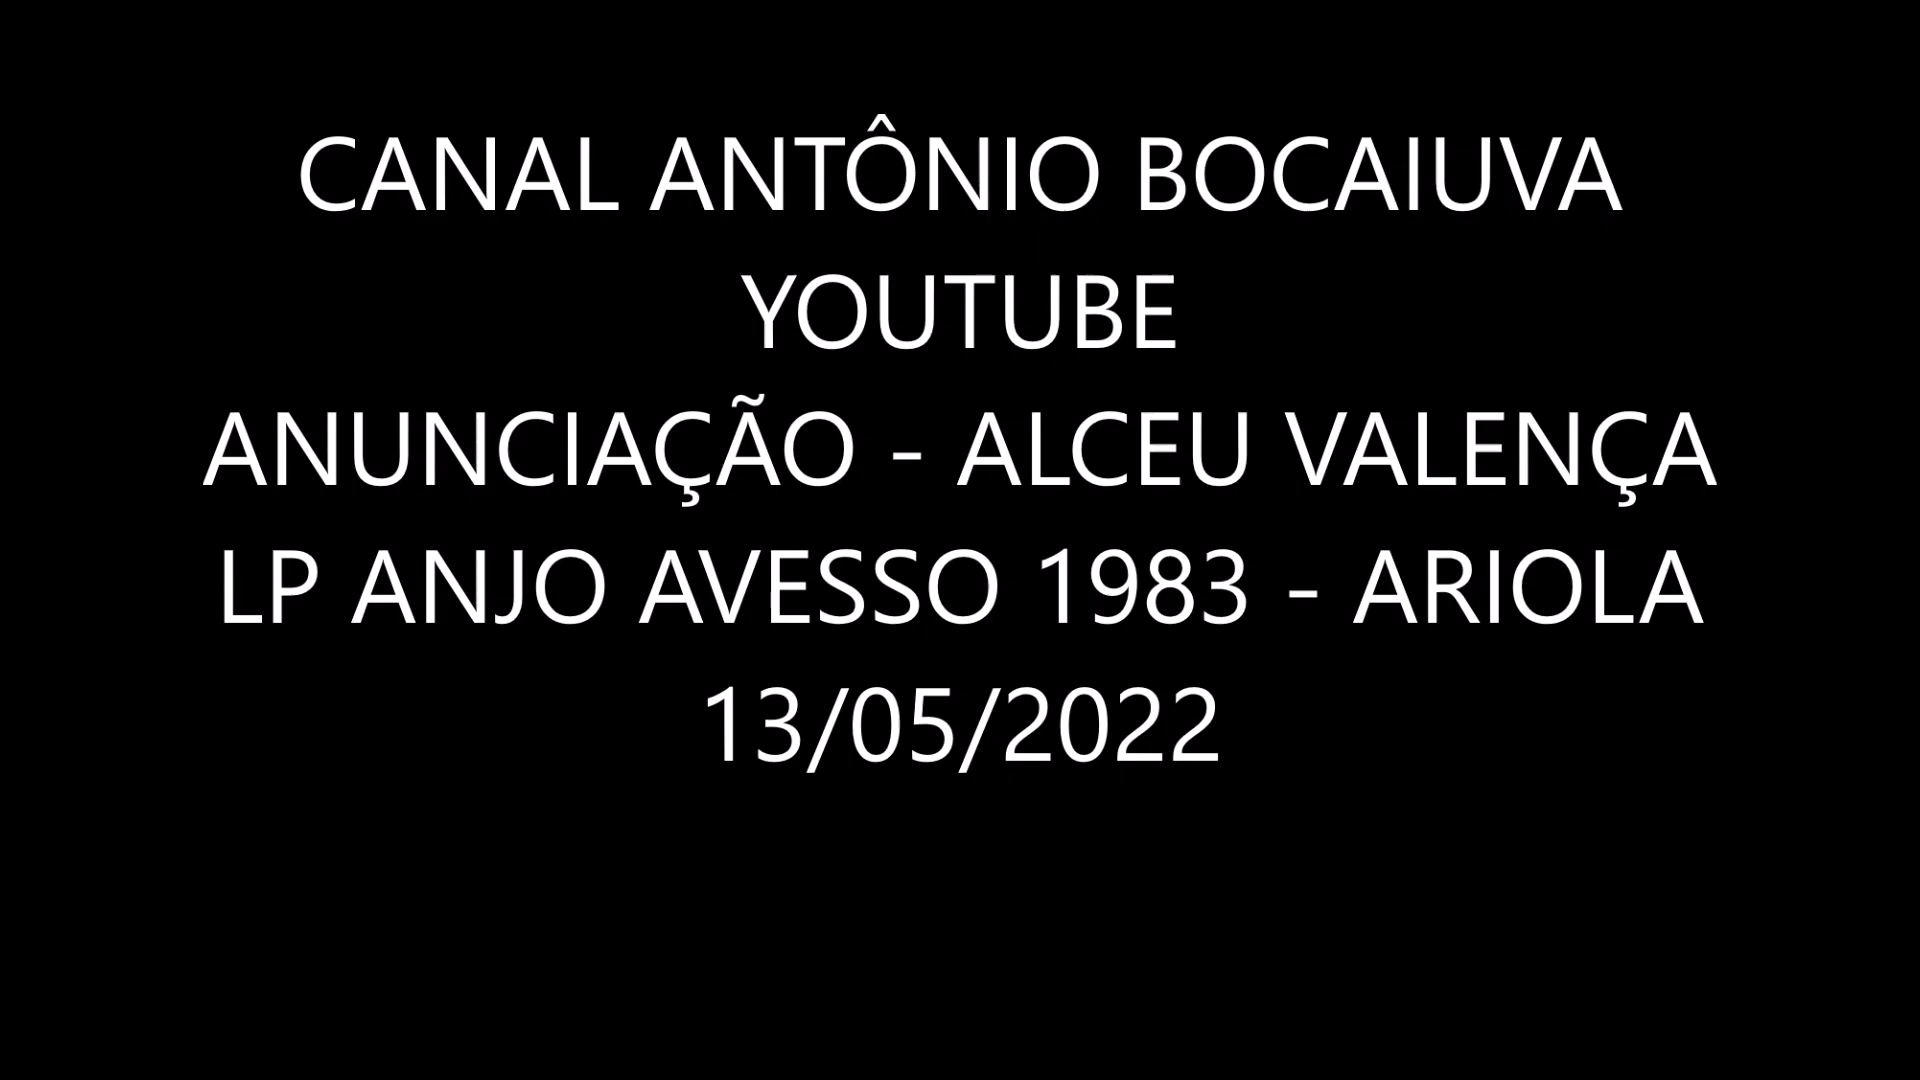 CANAL ANTÔNIO BOCAIUVA
YOUTUBE
ANUNCIAÇÃO - ALCEU VALENÇA
LP ANJO AVESSO 1983 - ARIOLA
13/05/2022